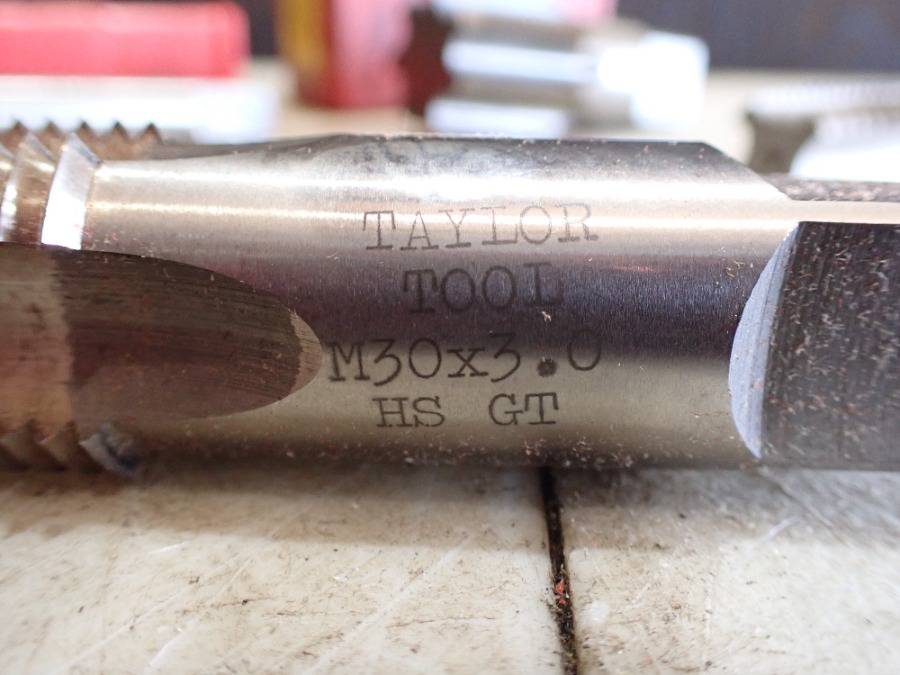 TAYLOR
TOOL
M30x3.0
HS GT